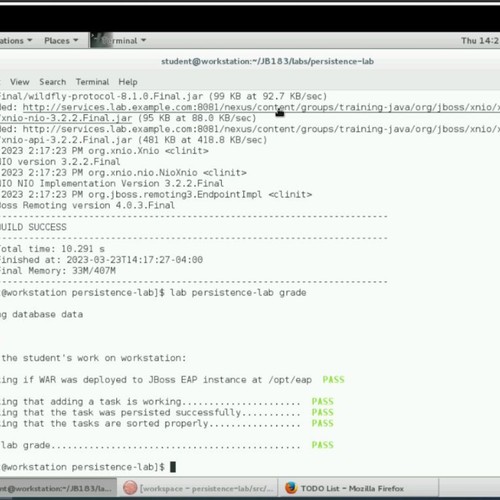 ations Places minal Thu 14:2
student@workstation:~/JB183/labs/persistence-lab
View Search Terminal Help
Final/wildfly-protocol-8.1.0.Final.jar (99 KB at 92.7 KB/sec)
ded: http://services.lab.example.com:8081/nexus/content/groups/training-java/org/jboss/xnio/x
/xnio-nio-3.2.2.Final.jar (95 KB at 88.0 KB/sec)
ded: http://services.lab.example.com:8081/nexus/content/groups/training-java/org/jboss/xnio/x
/xnio-api-3.2.2.Final.jar (481 KB at 418.8 KB/sec)
2023 2:17:23 PM org.xnio.Xnio <clinit>
NIO version 3.2.2.Final
2023 2:17:23 PM org.xnio.nio.NioXnio <clinit>
NIO NIO Implementation Version 3.2.2.Final
2023 2:17:23 PM org.jboss.remoting3.EndpointImpl <clinit>
Boss Remoting version 4.0.3.Final
------------------------------------------------------------------------
BUILD SUCCESS
------------------------------------------------------------------------
Total time: 10.291 s
Finished at: 2023-03-23T14:17:27-04:00
Final Memory: 33M/407M
------------------------------------------------------------------------
t@workstation persistence-lab]$ lab persistence-lab grade
ng database data
the student's work on workstation:
ing if WAR was deployed to JBoss EAP instance at /opt/eap PASS
ing that adding a task is working..................... PASS
ing that the task was persisted successfully........... PASS
ing that the tasks are sorted properly................. PASS
lab grade............................................. PASS
t@workstation persistence-lab]$
nt@workstation:~/JB183/la... [workspace - persistence-lab/src/... TODO List - Mozilla Firefox